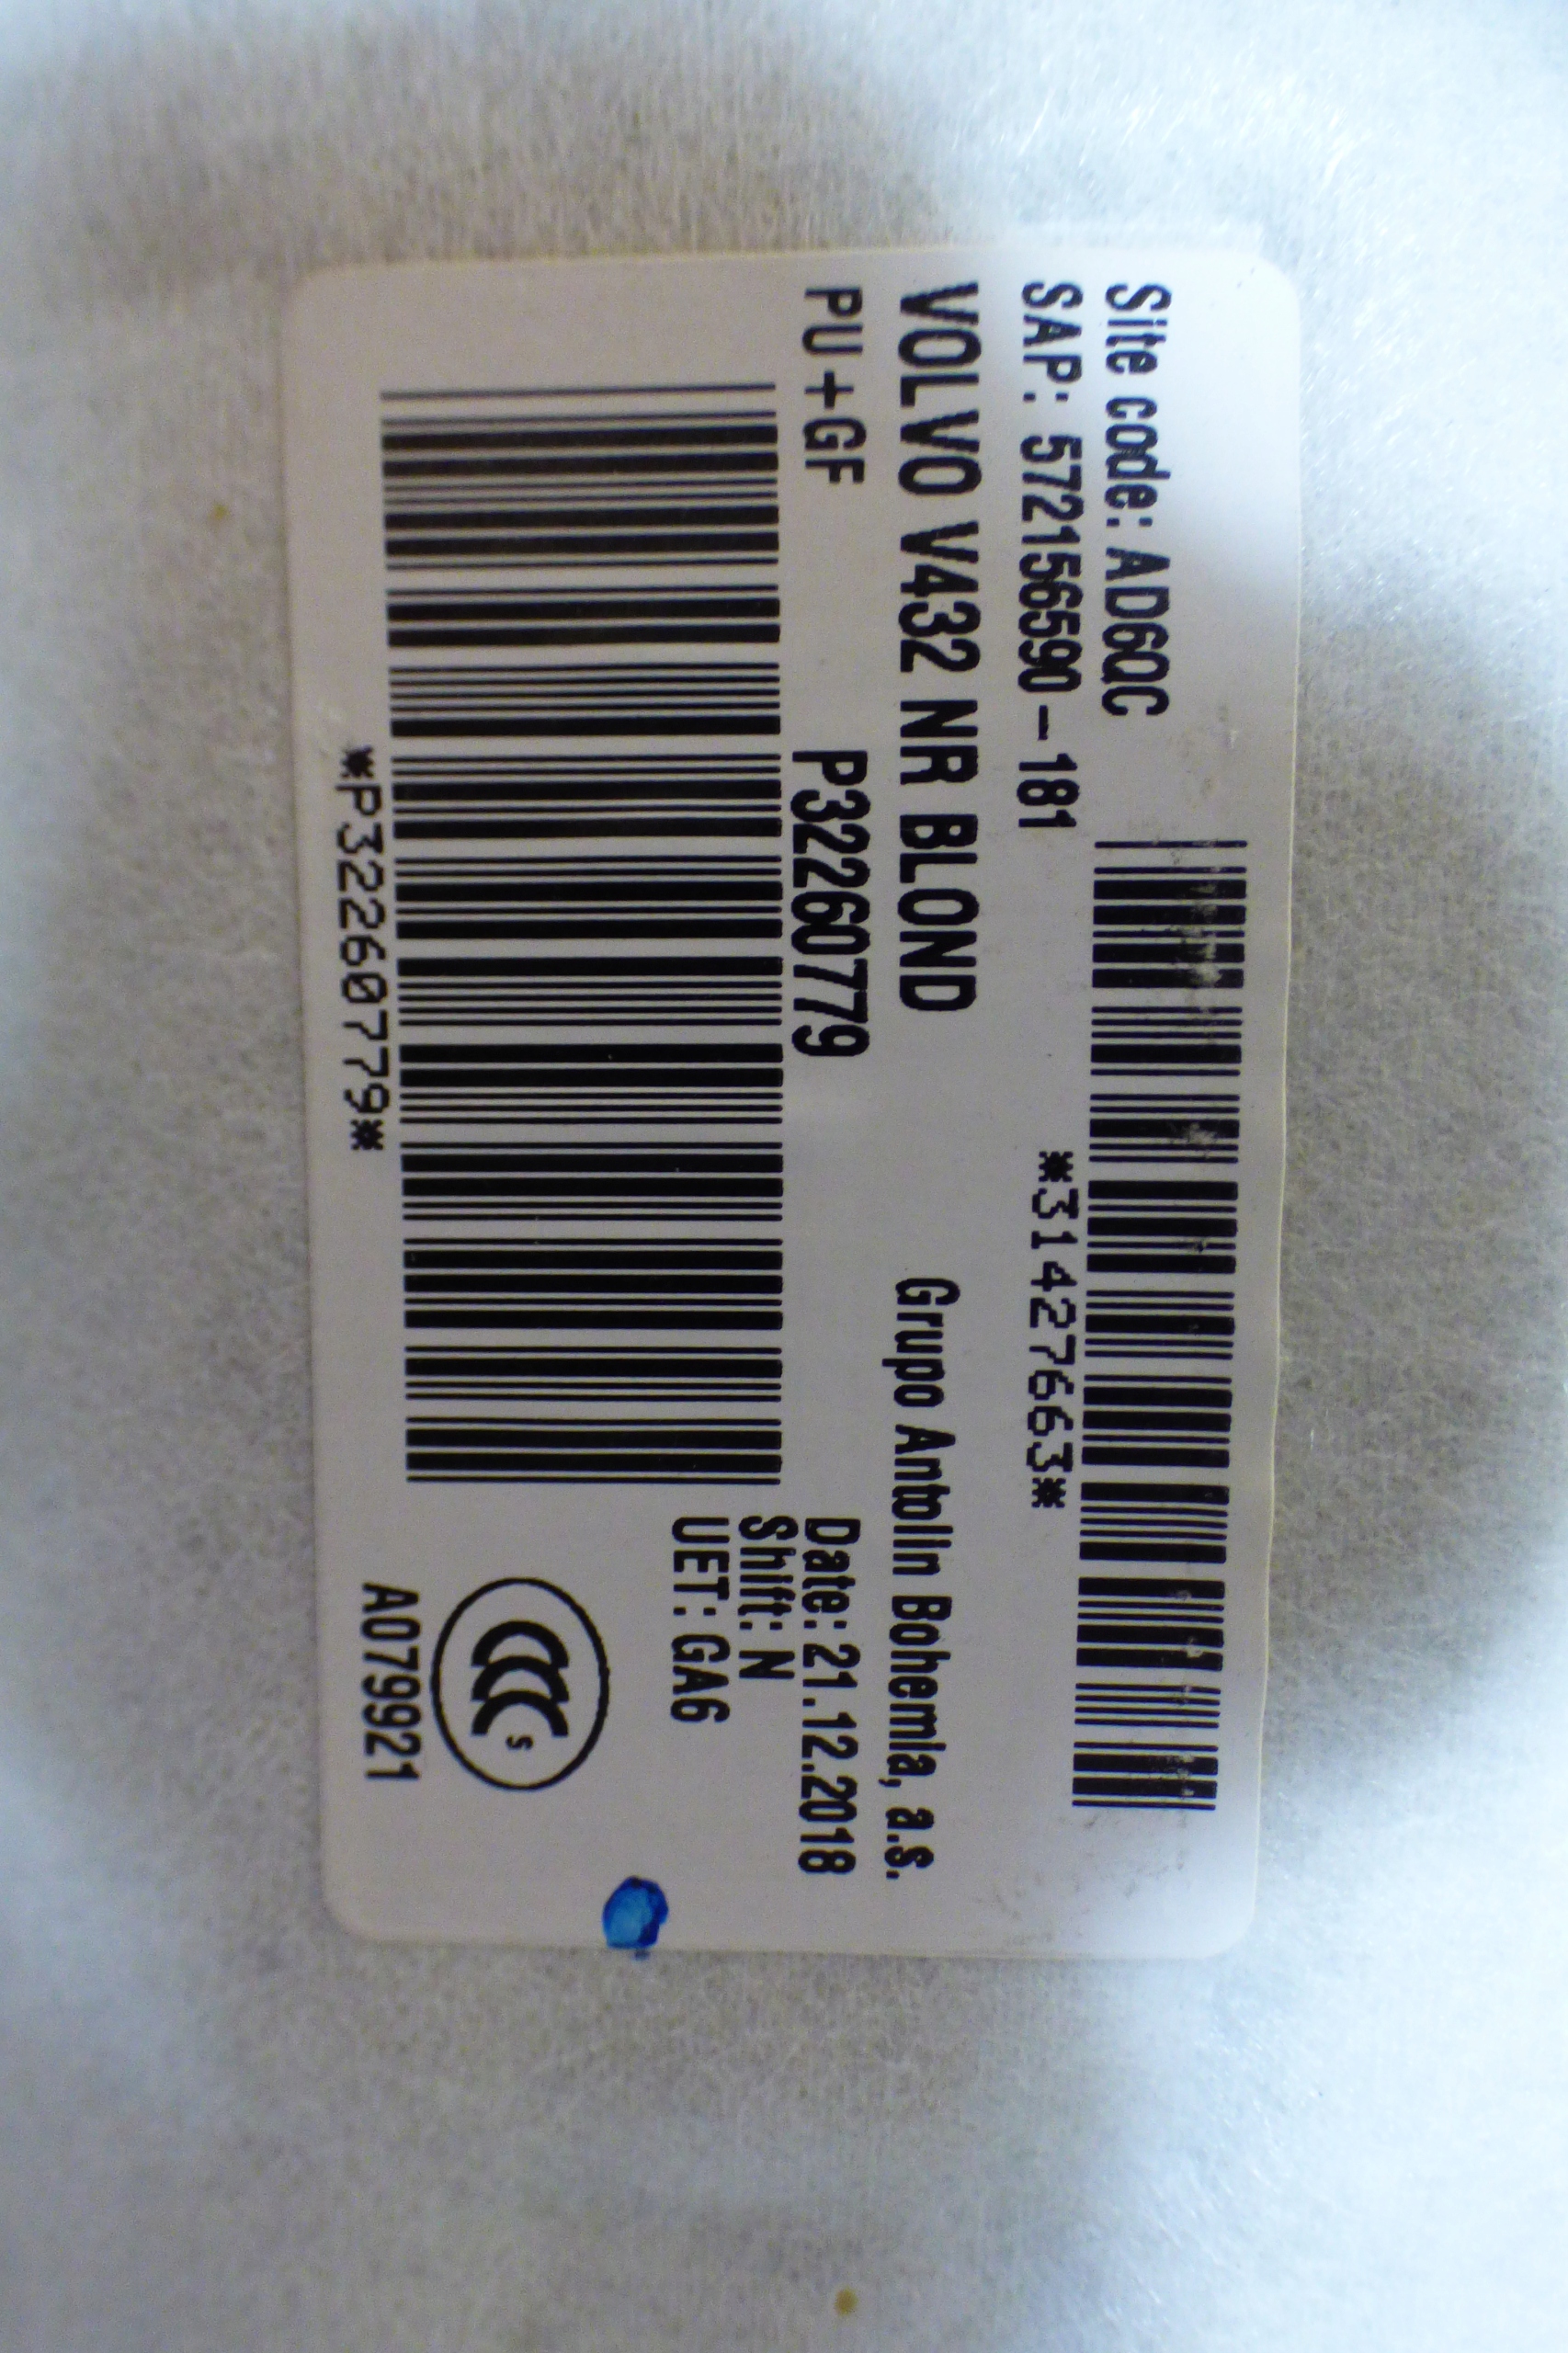 Site code: AD6QC
SAP: 572156590-181
*31427663*
VOLVO V432 NR BLOND
Grupo Antolin Bohemia, a.s.
PU+GF
P32260779
Date: 21.12.2018
Shift: N
UET: GA6
*P32260779*
CCC S
A079921